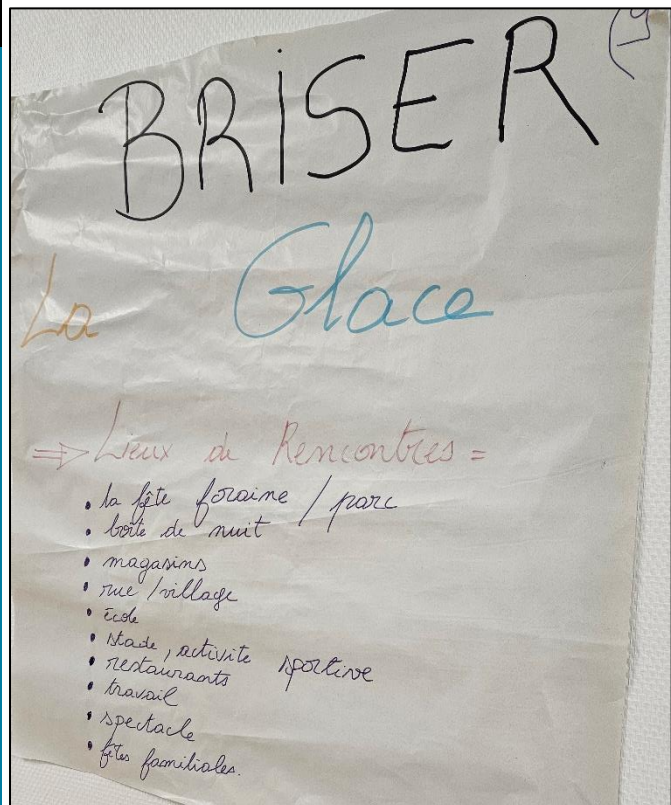 BRiSER
La Glace
⇒ Lieux de Rencontres =
• la fête foraine / parc
• boîte de nuit
• magasins
• rue / village
• école
• stade, activité sportive
• restaurants
• travail
• spectacle
• fêtes familiales.